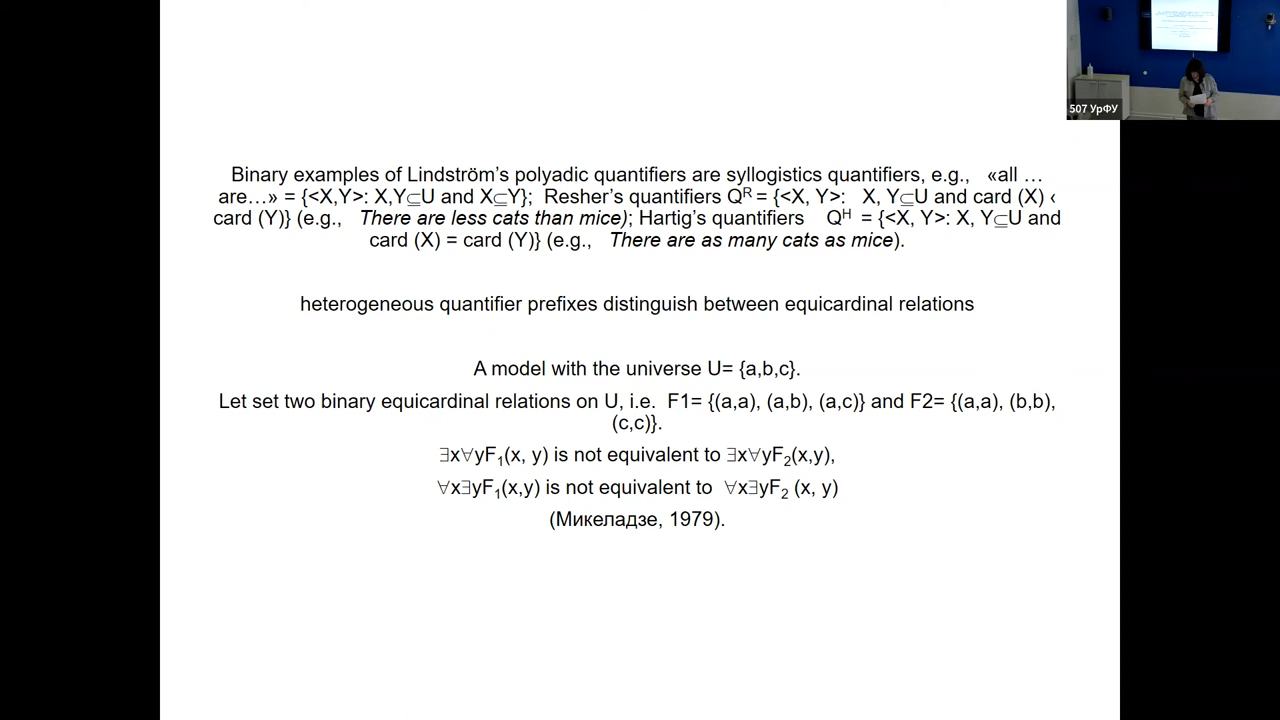 Binary examples of Lindström's polyadic quantifiers are syllogistics quantifiers, e.g., «all …
are…» = {<X,Y>: X,Y⊆U and X⊆Y}; Resher's quantifiers Qᴿ = {<X, Y>: X, Y⊆U and card (X) ‹
card (Y)} (e.g., There are less cats than mice); Hartig's quantifiers Qᴴ = {<X, Y>: X, Y⊆U and
card (X) = card (Y)} (e.g., There are as many cats as mice).
heterogeneous quantifier prefixes distinguish between equicardinal relations
A model with the universe U= {a,b,c}.
Let set two binary equicardinal relations on U, i.e. F1= {(a,a), (a,b), (a,c)} and F2= {(a,a), (b,b),
(c,c)}.
∃x∀yF₁(x, y) is not equivalent to ∃x∀yF₂(x,y),
∀x∃yF₁(x,y) is not equivalent to ∀x∃yF₂ (x, y)
(Микеладзе, 1979).
507 УрФУ